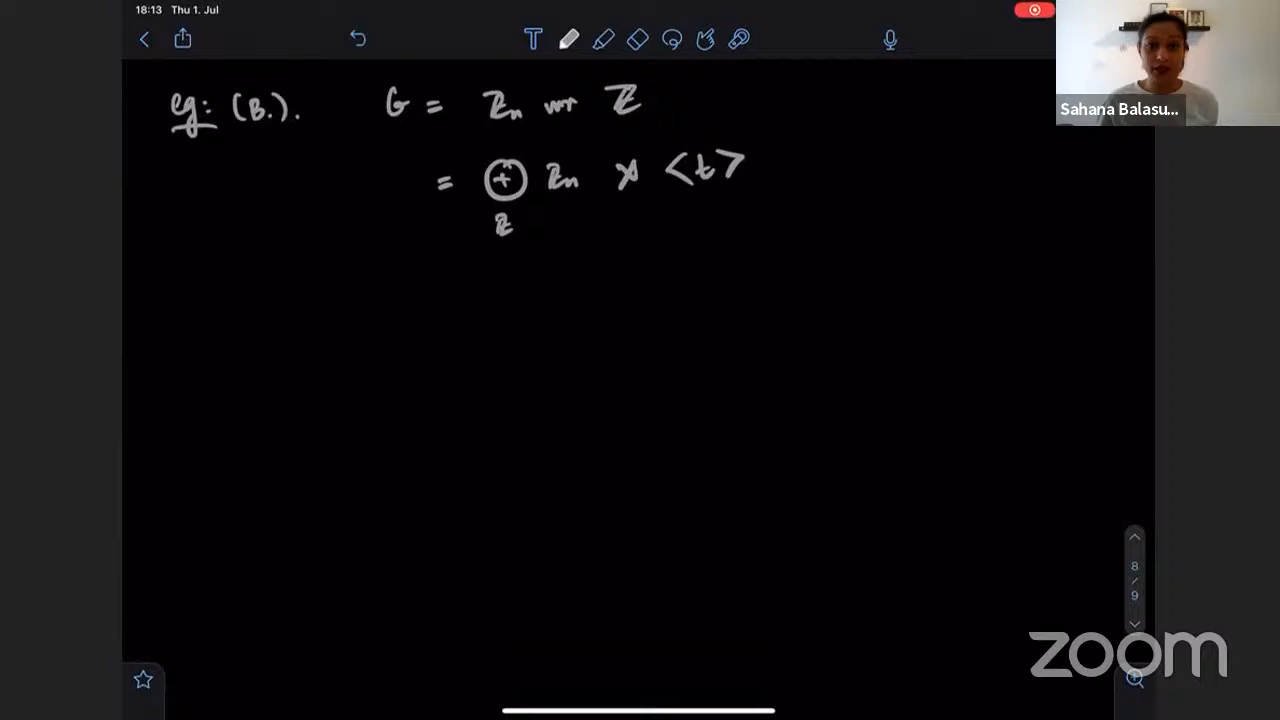 18:13 Thu 1. Jul
Sahana Balasu...
eg: (B.). G = ℤₙ wr ℤ
= ⊕ ℤₙ ⋊ <t>
ℤ
8
/
9
zoom